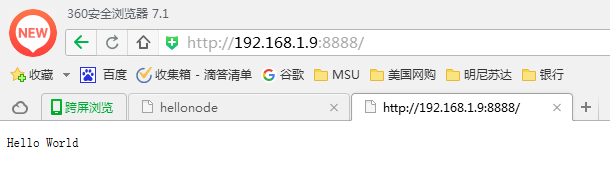 360安全浏览器 7.1
NEW
http://192.168.1.9:8888/
收藏 百度 收集箱 - 滴答清单 谷歌 MSU 美国网购 明尼苏达 银行
跨屏浏览 hellonode http://192.168.1.9:8888/
Hello World